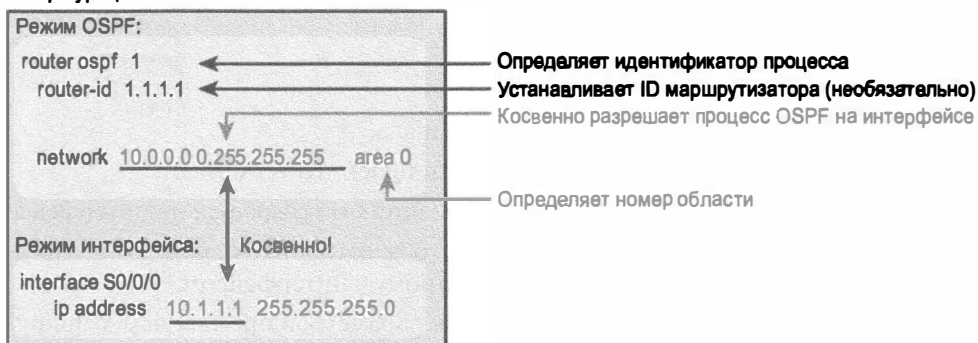 Режим OSPF:
router ospf 1
Определяет идентификатор процесса
router-id 1.1.1.1
Устанавливает ID маршрутизатора (необязательно)
Косвенно разрешает процесс OSPF на интерфейсе
network 10.0.0.0 0.255.255.255 area 0
Определяет номер области
Режим интерфейса: Косвенно!
interface S0/0/0
ip address 10.1.1.1 255.255.255.0